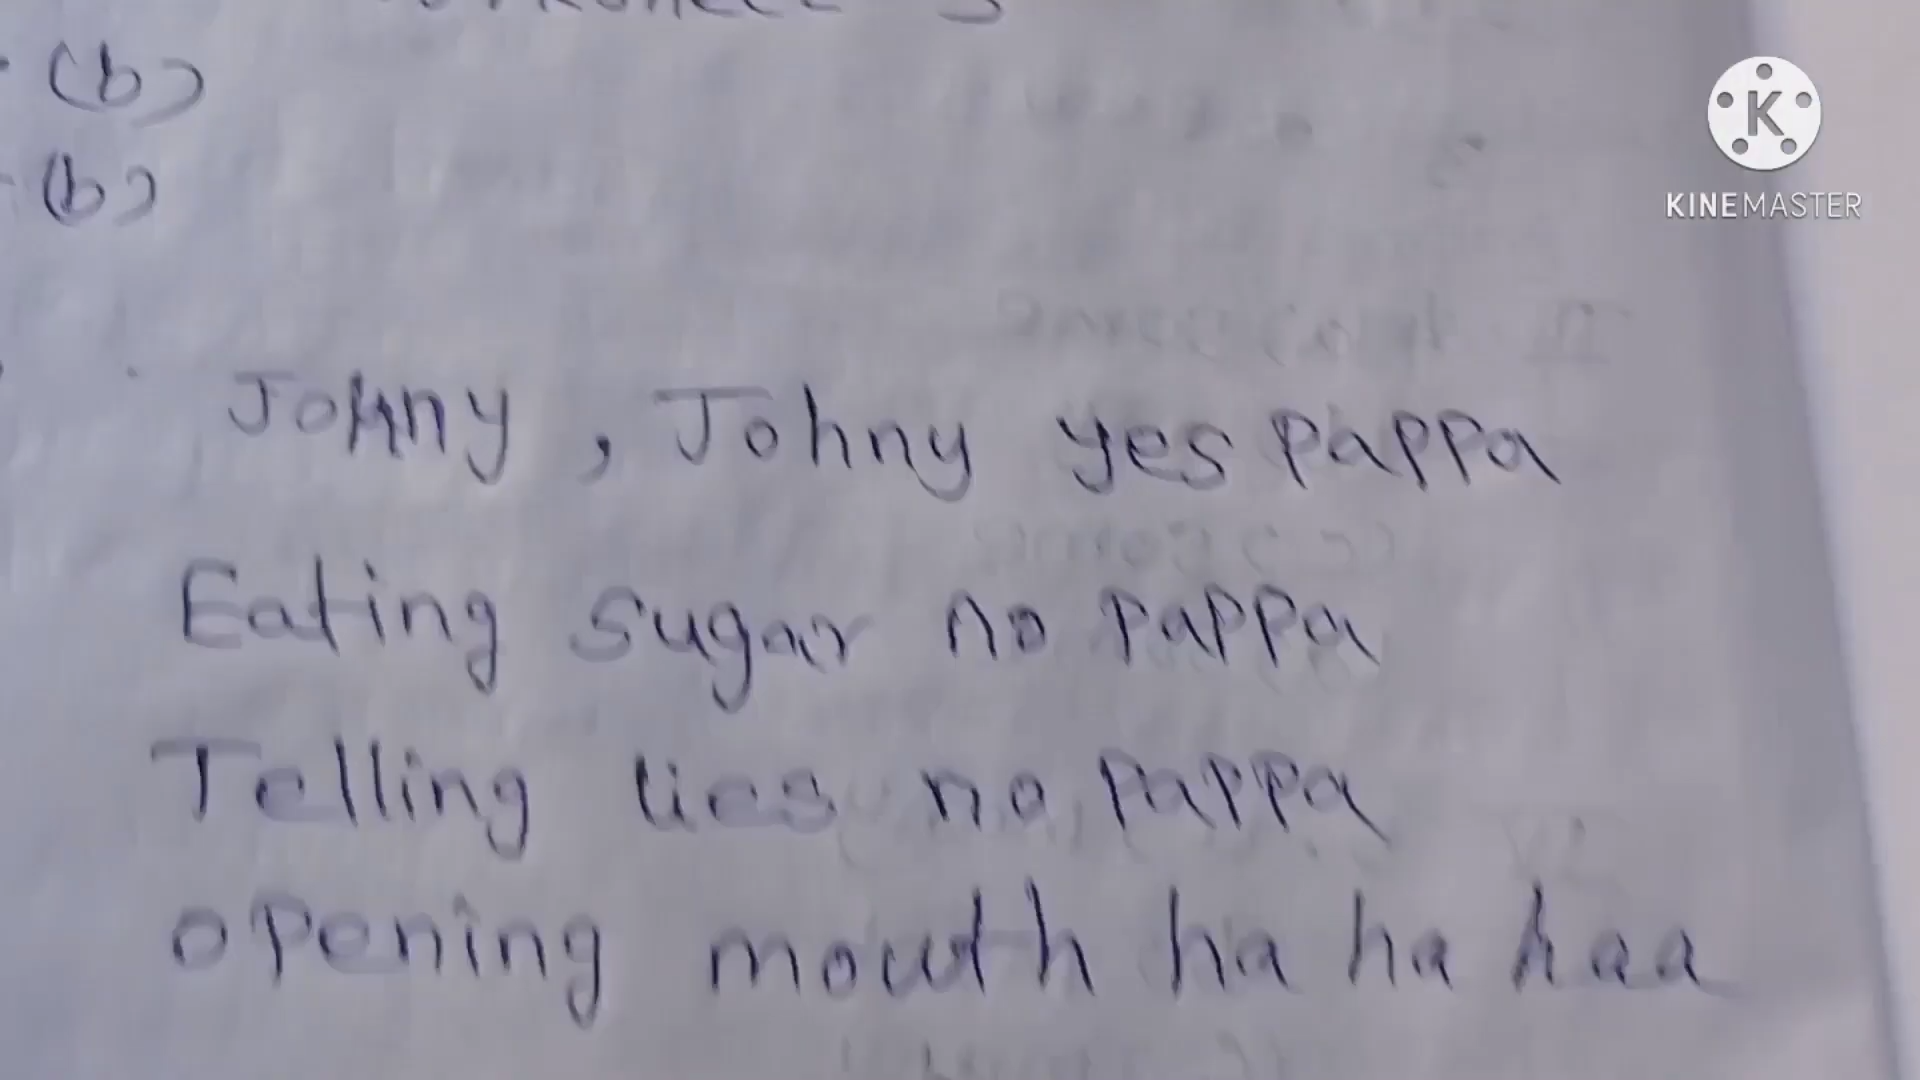 (b)
(b)
Johny , Johny yes pappa
Eating sugar no pappa
Telling lies no pappa
opening mouth ha ha haa
KINEMASTER